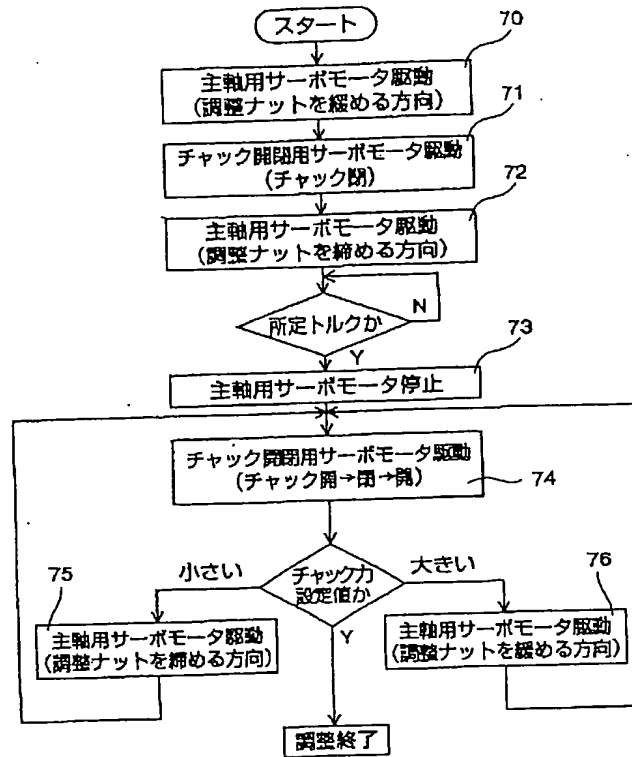 スタート
70
主軸用サーボモータ駆動
(調整ナットを緩める方向)
71
チャック開閉用サーボモータ駆動
(チャック閉)
72
主軸用サーボモータ駆動
(調整ナットを締める方向)
N
所定トルクか
Y
73
主軸用サーボモータ停止
チャック開閉用サーボモータ駆動
(チャック開→閉→開)
74
小さい
チャック力
設定値か
大きい
75
76
主軸用サーボモータ駆動
(調整ナットを締める方向)
Y
主軸用サーボモータ駆動
(調整ナットを緩める方向)
調整終了